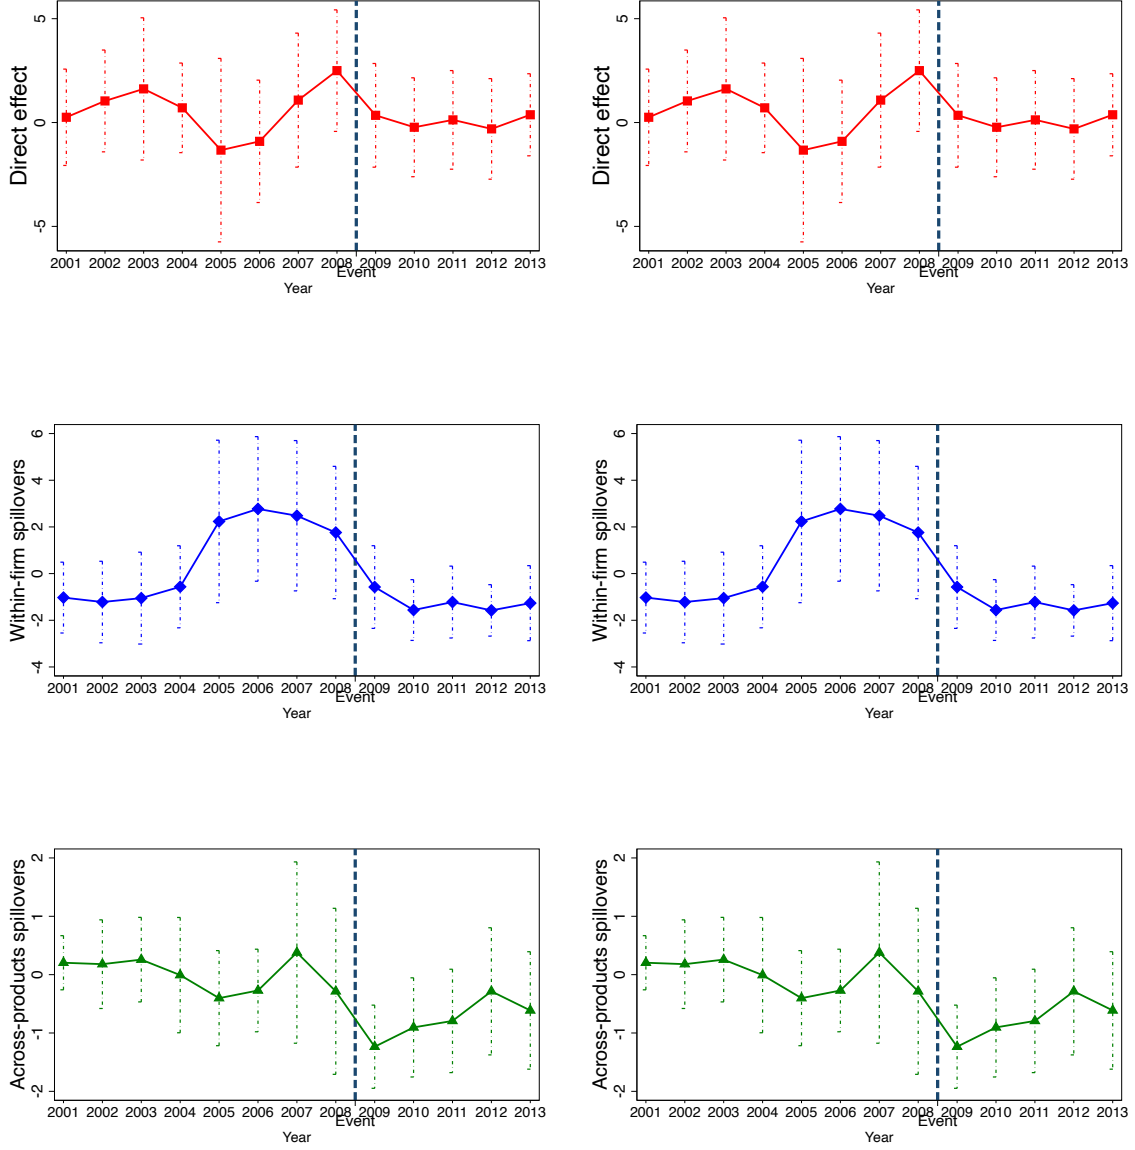 Direct effect
5
0
-5
2001 2002 2003 2004 2005 2006 2007 2008 2009 2010 2011 2012 2013
Event
Year
Direct effect
5
0
-5
2001 2002 2003 2004 2005 2006 2007 2008 2009 2010 2011 2012 2013
Event
Year
Within-firm spillovers
6
4
2
0
-2
-4
2001 2002 2003 2004 2005 2006 2007 2008 2009 2010 2011 2012 2013
Event
Year
Within-firm spillovers
6
4
2
0
-2
-4
2001 2002 2003 2004 2005 2006 2007 2008 2009 2010 2011 2012 2013
Event
Year
Across-products spillovers
2
1
0
-1
-2
2001 2002 2003 2004 2005 2006 2007 2008 2009 2010 2011 2012 2013
Event
Year
Across-products spillovers
2
1
0
-1
-2
2001 2002 2003 2004 2005 2006 2007 2008 2009 2010 2011 2012 2013
Event
Year